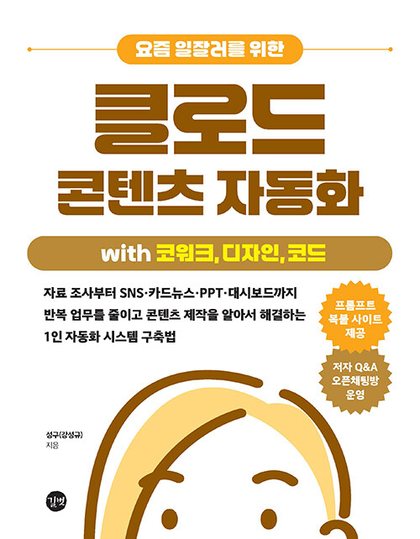 요즘 일잘러를 위한
클로드
콘텐츠 자동화
with 코워크, 디자인, 코드
자료 조사부터 SNS·카드뉴스·PPT·대시보드까지
반복 업무를 줄이고 콘텐츠 제작을 알아서 해결하는
1인 자동화 시스템 구축법
프롬프트
복붙 사이트
제공
저자 Q&A
오픈채팅방
운영
성구(강성규)
지음
길벗